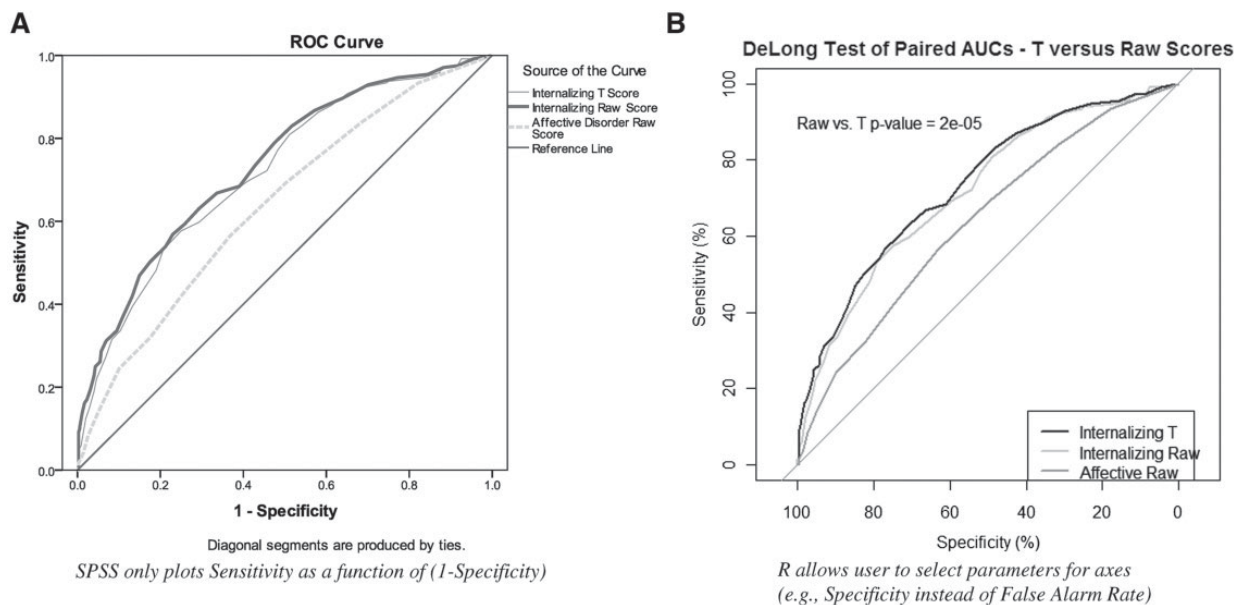 A
ROC Curve
Sensitivity
1.0
0.8
0.6
0.4
0.2
0.0
0.0 0.2 0.4 0.6 0.8 1.0
1 - Specificity
Source of the Curve
Internalizing T Score
Internalizing Raw Score
Affective Disorder Raw
Score
Reference Line
Diagonal segments are produced by ties.
SPSS only plots Sensitivity as a function of (1-Specificity)
B
DeLong Test of Paired AUCs - T versus Raw Scores
Raw vs. T p-value = 2e-05
Sensitivity (%)
100
80
60
40
20
0
Internalizing T
Internalizing Raw
Affective Raw
100 80 60 40 20 0
Specificity (%)
R allows user to select parameters for axes
(e.g., Specificity instead of False Alarm Rate)